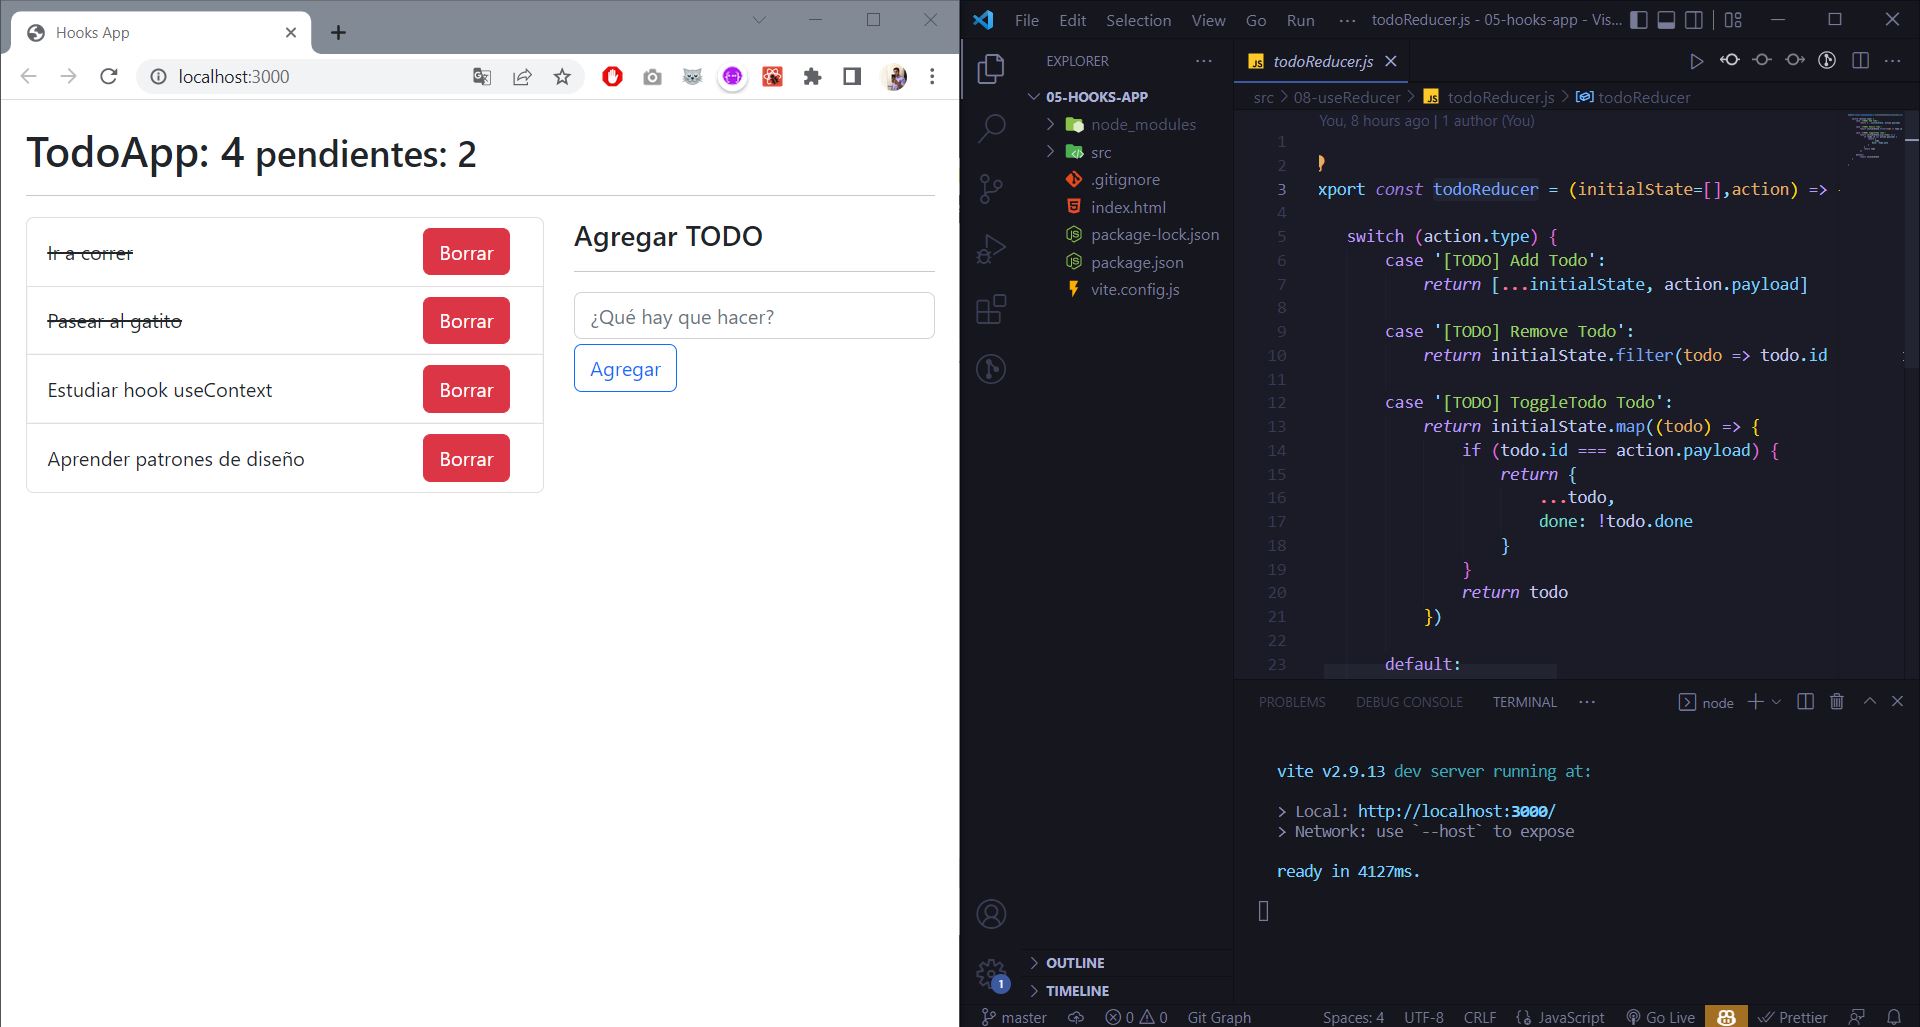 Hooks App
localhost:3000
TodoApp: 4 pendientes: 2
Ir a correr
Borrar
Pasear al gatito
Borrar
Estudiar hook useContext
Borrar
Aprender patrones de diseño
Borrar
Agregar TODO
¿Qué hay que hacer?
Agregar
File Edit Selection View Go Run ··· todoReducer.js - 05-hooks-app - Vis...
EXPLORER
05-HOOKS-APP
node_modules
src
.gitignore
index.html
package-lock.json
package.json
vite.config.js
OUTLINE
TIMELINE
JS todoReducer.js
src > 08-useReducer > JS todoReducer.js > todoReducer
You, 8 hours ago | 1 author (You)
1
2
3 xport const todoReducer = (initialState=[],action) =>
4
5 switch (action.type) {
6 case '[TODO] Add Todo':
7 return [...initialState, action.payload]
8
9 case '[TODO] Remove Todo':
10 return initialState.filter(todo => todo.id
11
12 case '[TODO] ToggleTodo Todo':
13 return initialState.map((todo) => {
14 if (todo.id === action.payload) {
15 return {
16 ...todo,
17 done: !todo.done
18 }
19 }
20 return todo
21 })
22
23 default:
PROBLEMS DEBUG CONSOLE TERMINAL ··· node
vite v2.9.13 dev server running at:
> Local: http://localhost:3000/
> Network: use `--host` to expose
ready in 4127ms.
1
master 0 0 Git Graph Spaces: 4 UTF-8 CRLF {} JavaScript Go Live Prettier